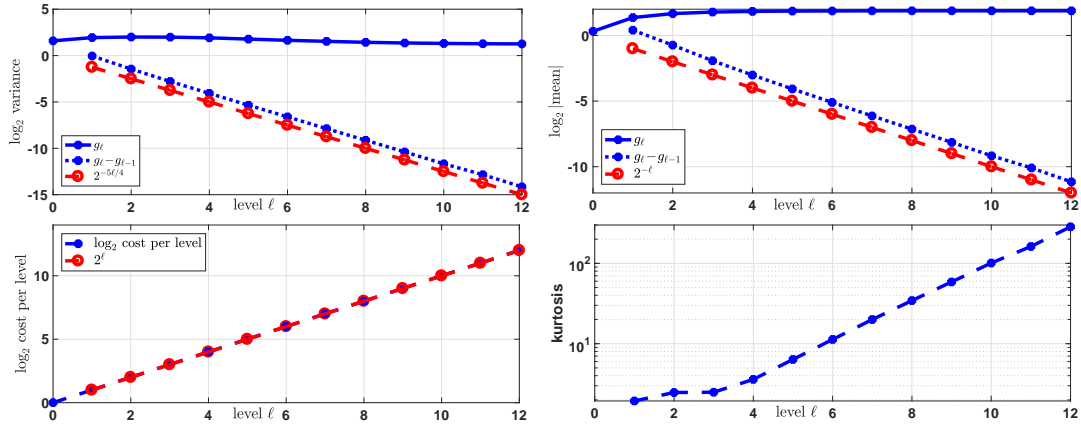 5
0
-5
-10
-15
log₂ variance
g_ℓ
g_ℓ − g_{ℓ−1}
2^{−5ℓ/4}
0 2 4 6 8 10 12
level ℓ
0
-5
-10
log₂ |mean|
g_ℓ
g_ℓ − g_{ℓ−1}
2^{−ℓ}
0 2 4 6 8 10 12
level ℓ
10
5
0
log₂ cost per level
log₂ cost per level
2^ℓ
0 2 4 6 8 10 12
level ℓ
10²
10¹
kurtosis
0 2 4 6 8 10 12
level ℓ